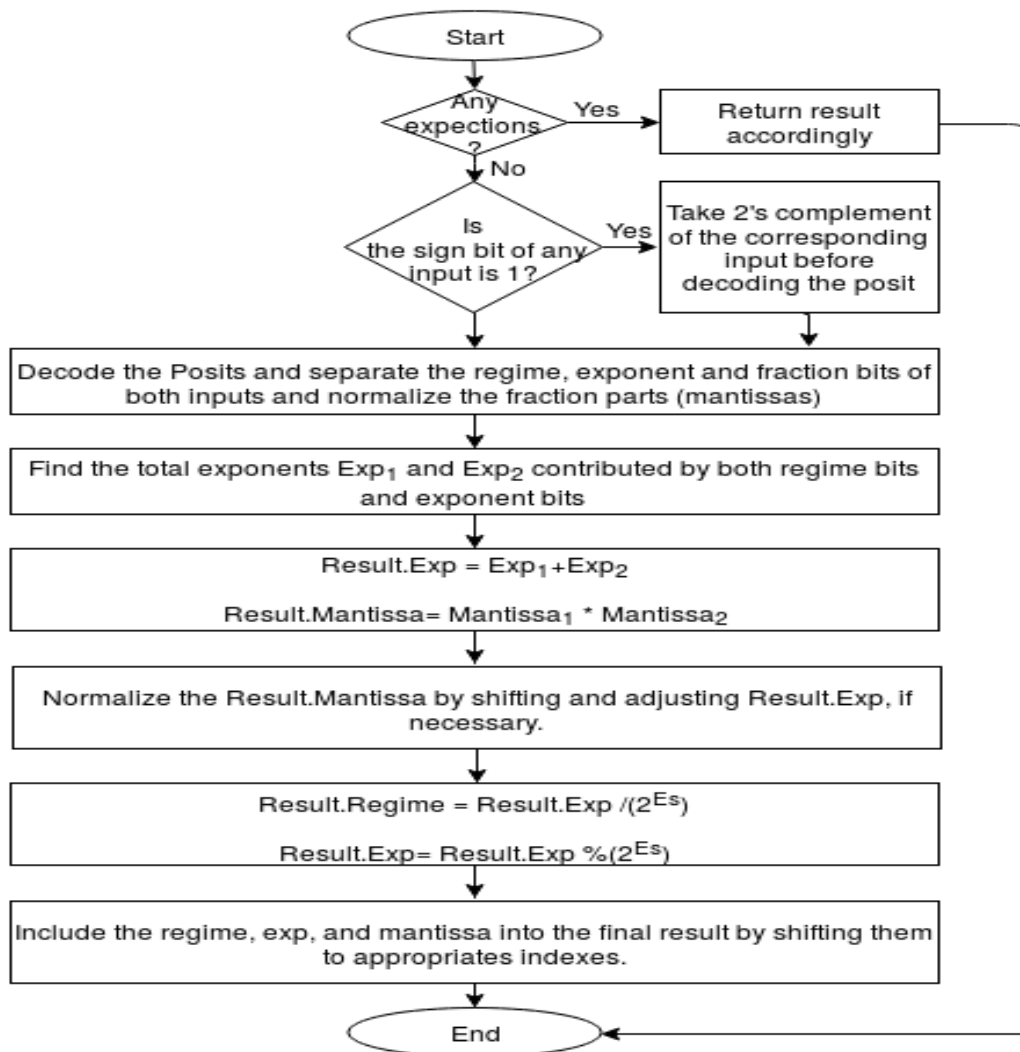 Start
Any
expections
?
Yes
Return result
accordingly
No
Is
the sign bit of any
input is 1?
Yes
Take 2's complement
of the corresponding
input before
decoding the posit
Decode the Posits and separate the regime, exponent and fraction bits of
both inputs and normalize the fraction parts (mantissas)
Find the total exponents Exp₁ and Exp₂ contributed by both regime bits
and exponent bits
Result.Exp = Exp₁+Exp₂
Result.Mantissa= Mantissa₁ * Mantissa₂
Normalize the Result.Mantissa by shifting and adjusting Result.Exp, if
necessary.
Result.Regime = Result.Exp /(2^Es)
Result.Exp= Result.Exp %(2^Es)
Include the regime, exp, and mantissa into the final result by shifting them
to appropriates indexes.
End